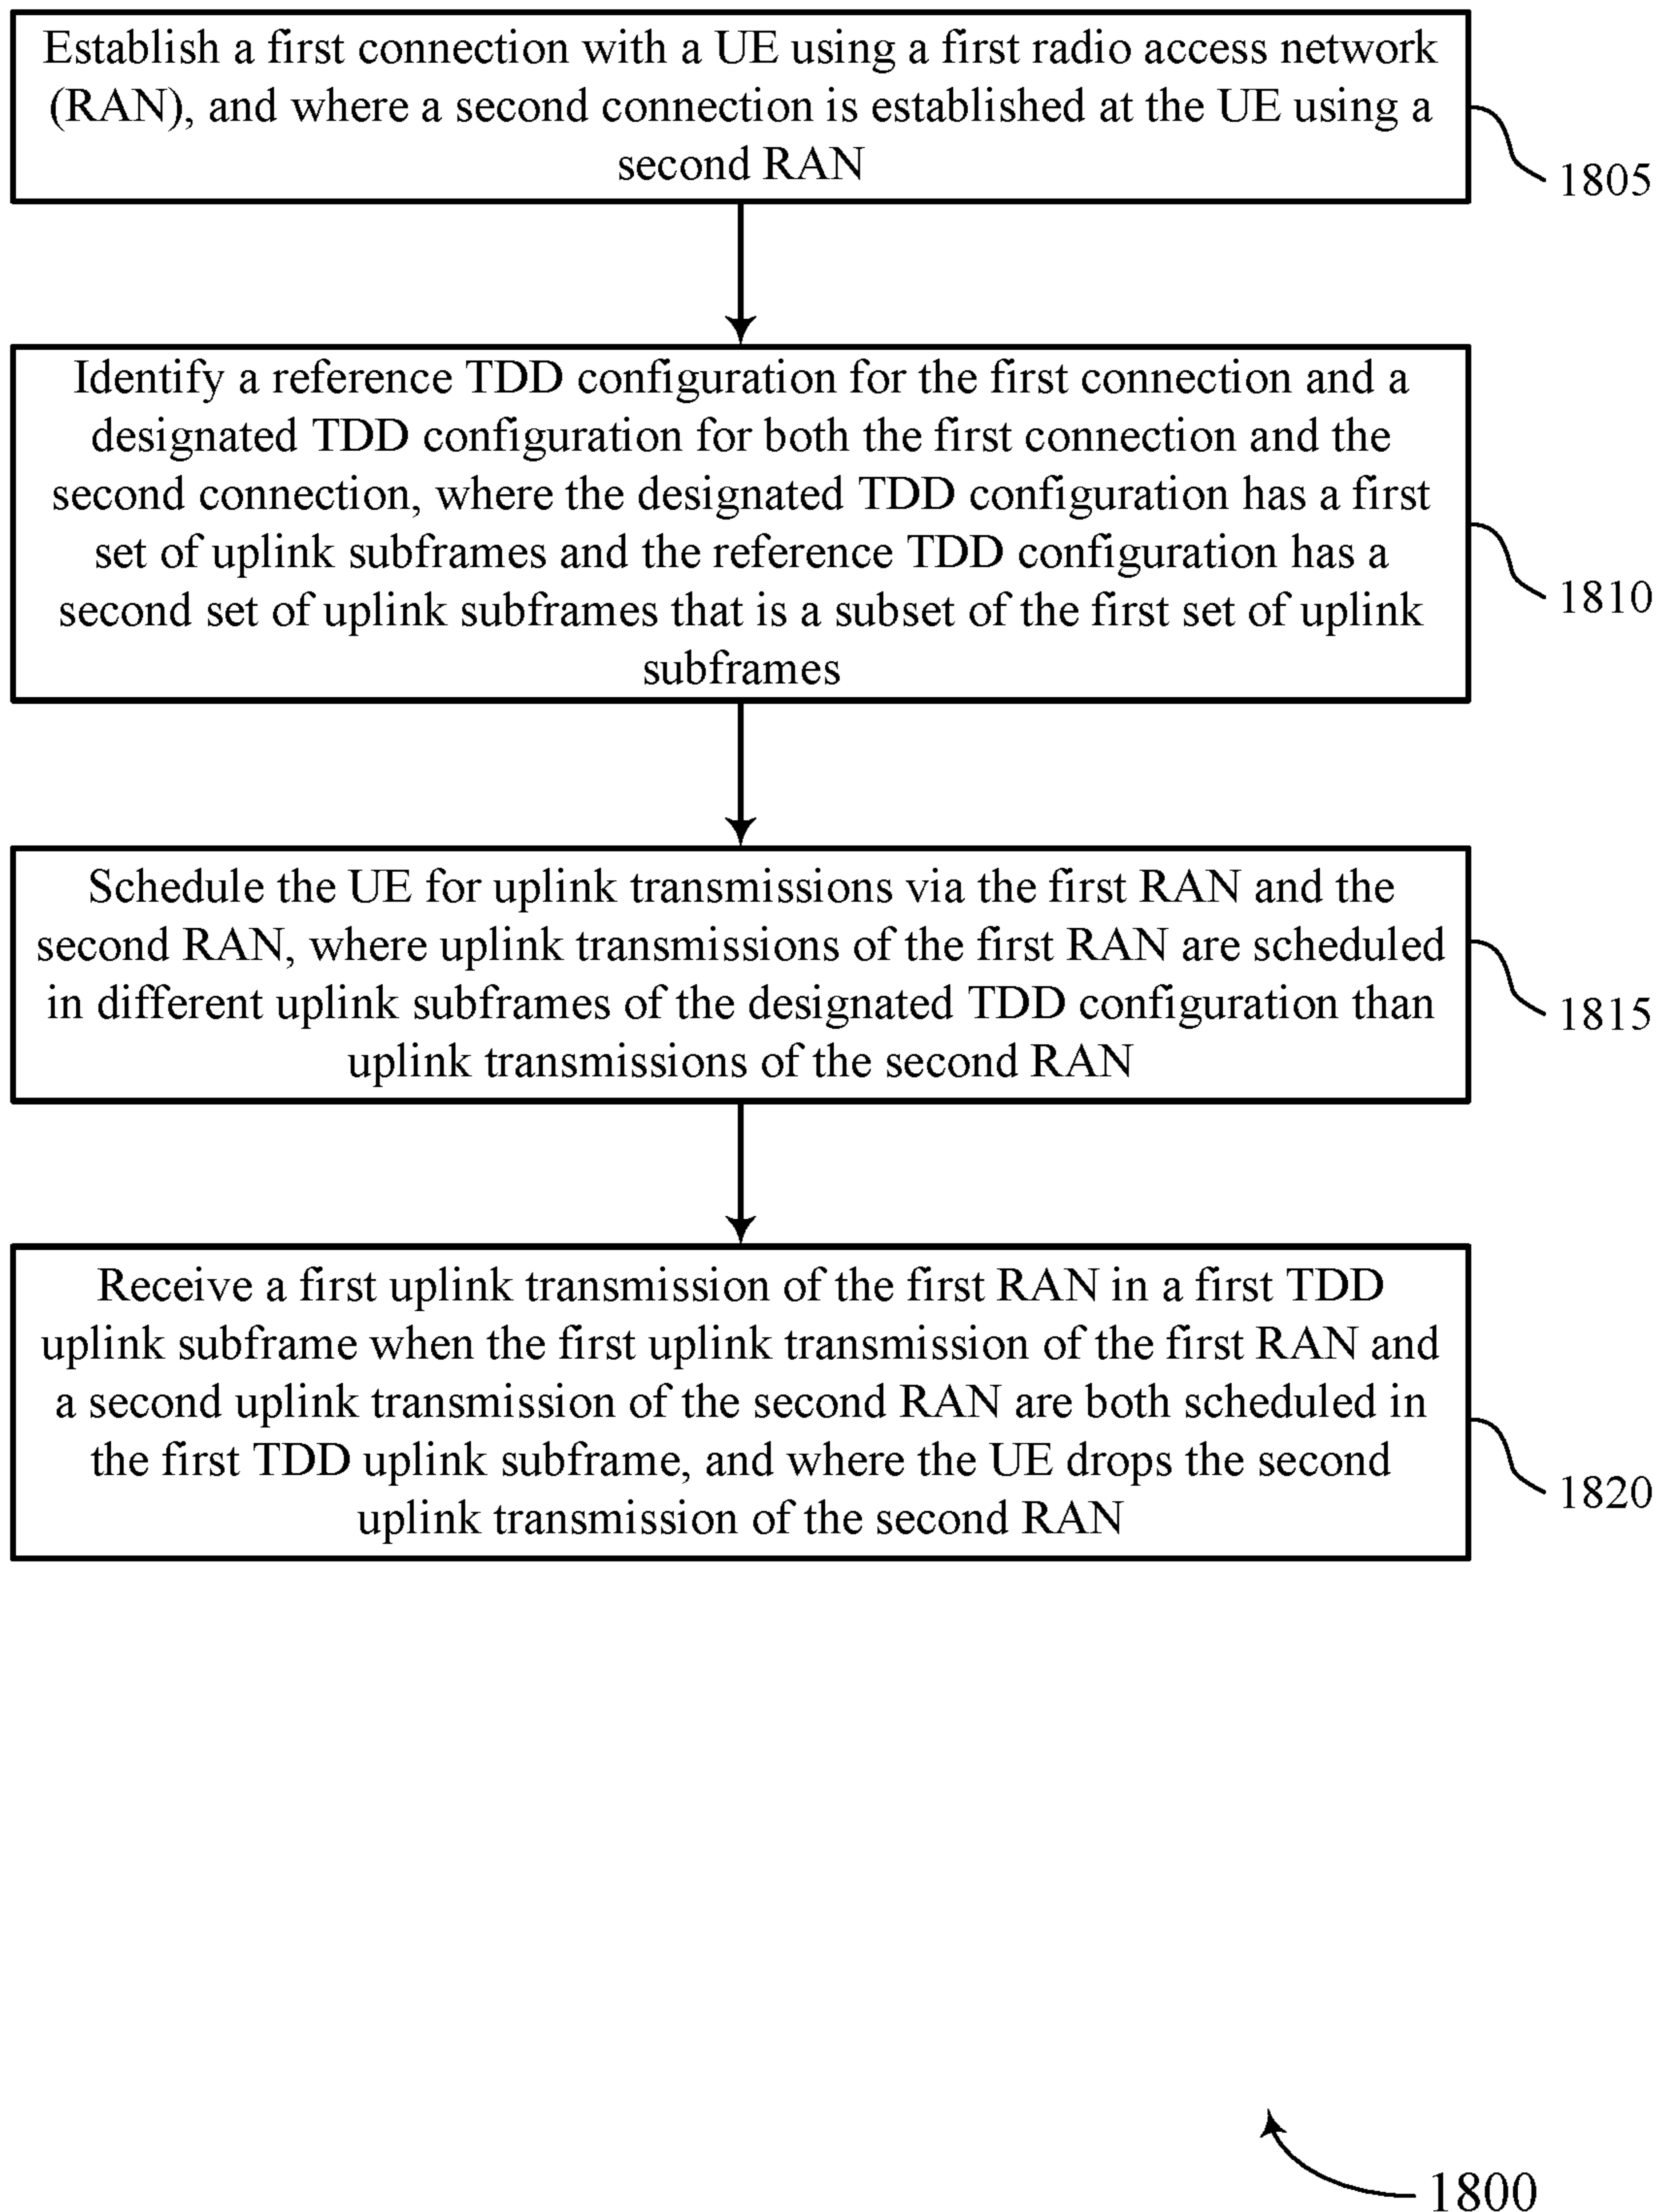 Establish a first connection with a UE using a first radio access network
(RAN), and where a second connection is established at the UE using a
second RAN
1805
Identify a reference TDD configuration for the first connection and a
designated TDD configuration for both the first connection and the
second connection, where the designated TDD configuration has a first
set of uplink subframes and the reference TDD configuration has a
second set of uplink subframes that is a subset of the first set of uplink
subframes
1810
Schedule the UE for uplink transmissions via the first RAN and the
second RAN, where uplink transmissions of the first RAN are scheduled
in different uplink subframes of the designated TDD configuration than
uplink transmissions of the second RAN
1815
Receive a first uplink transmission of the first RAN in a first TDD
uplink subframe when the first uplink transmission of the first RAN and
a second uplink transmission of the second RAN are both scheduled in
the first TDD uplink subframe, and where the UE drops the second
uplink transmission of the second RAN
1820
1800